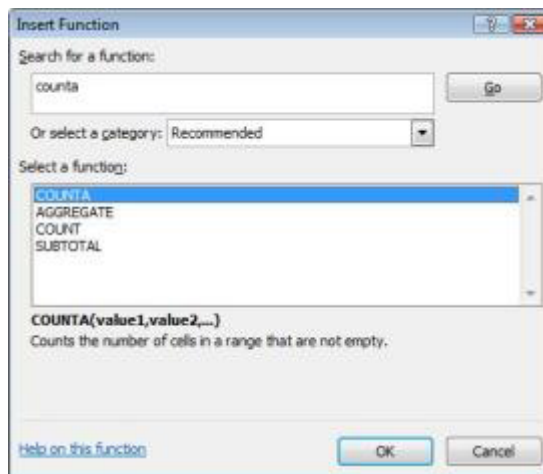 Insert Function
Search for a function:
counta
Go
Or select a category: Recommended
Select a function:
COUNTA
AGGREGATE
COUNT
SUBTOTAL
COUNTA(value1,value2,...)
Counts the number of cells in a range that are not empty.
Help on this function
OK
Cancel